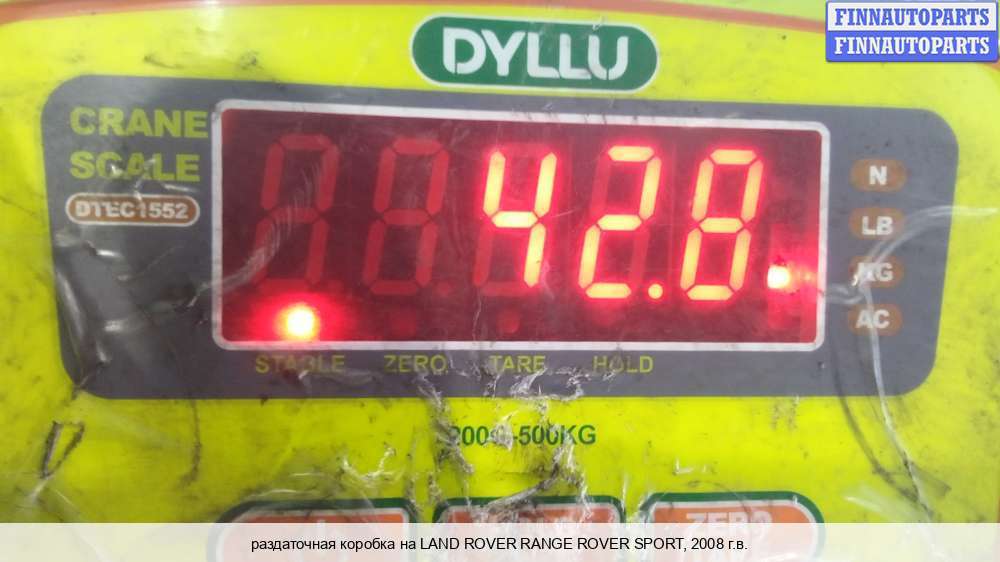 FINNAUTOPARTS
FINNAUTOPARTS
DYLLU
CRANE
SCALE
DTEC1552
42.8
N
LB
KG
AC
STABLE ZERO TARE HOLD
-500KG
ZERO
раздаточная коробка на LAND ROVER RANGE ROVER SPORT, 2008 г.в.